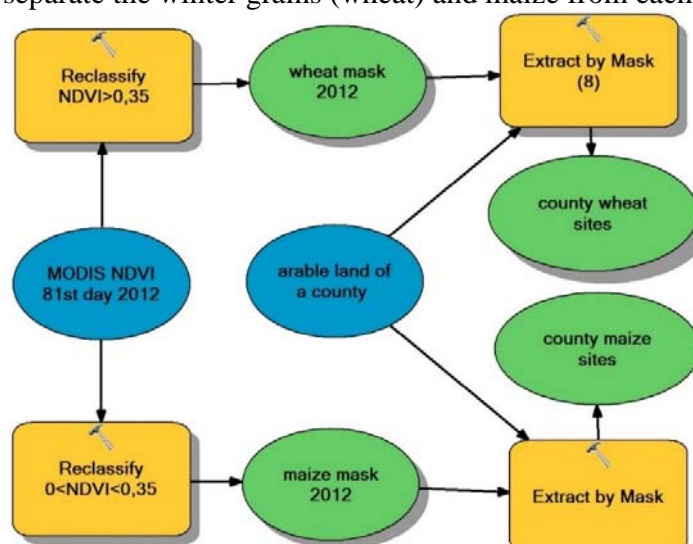 separate the winter grains (wheat) and maize from each
Reclassify
NDVI>0,35
wheat mask
2012
Extract by Mask
(8)
county wheat
sites
MODIS NDVI
81st day 2012
arable land of
a county
county maize
sites
Reclassify
0<NDVI<0,35
maize mask
2012
Extract by Mask